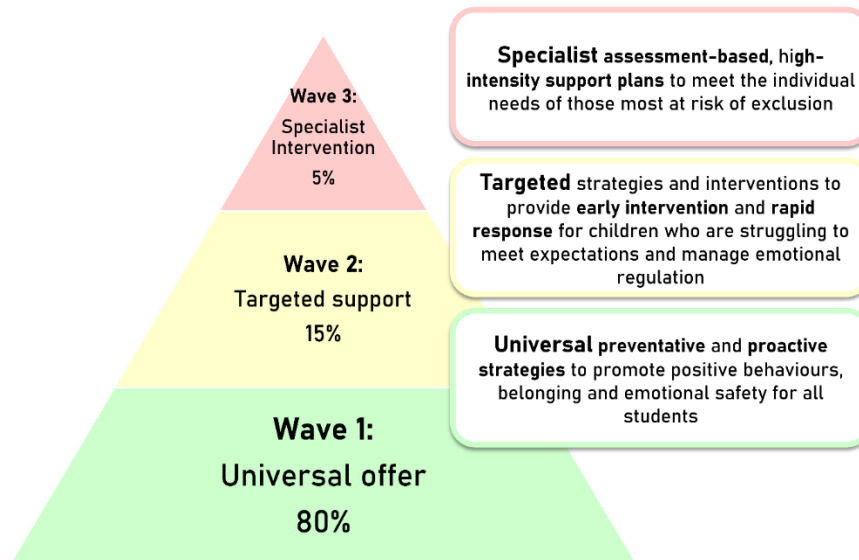 Wave 3:
Specialist
Intervention
5%
Specialist assessment-based, high-
intensity support plans to meet the individual
needs of those most at risk of exclusion
Wave 2:
Targeted support
15%
Targeted strategies and interventions to
provide early intervention and rapid
response for children who are struggling to
meet expectations and manage emotional
regulation
Wave 1:
Universal offer
80%
Universal preventative and proactive
strategies to promote positive behaviours,
belonging and emotional safety for all
students